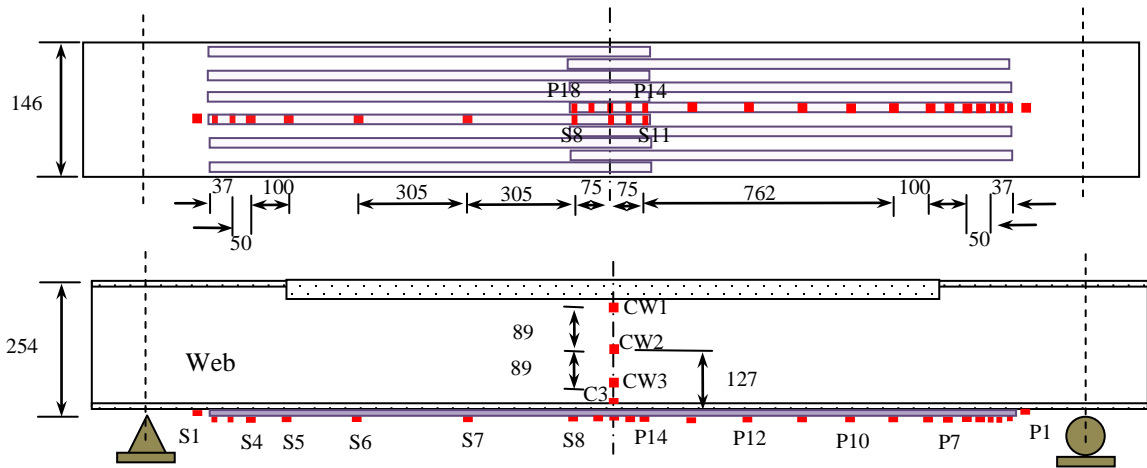 146
P18 P14
S8 S11
37 100 305 305 75 75 762 100 37
50 50
254
CW1
89
CW2
Web 89 127
CW3
C3
S1 S4 S5 S6 S7 S8 P14 P12 P10 P7 P1